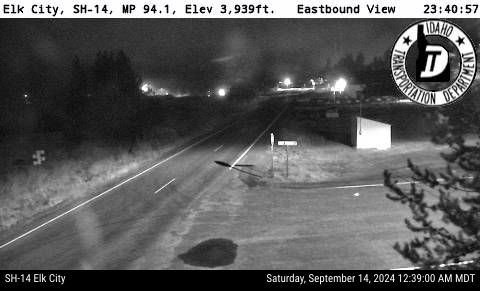 Elk City, SH-14, MP 94.1, Elev 3,939ft. Eastbound View 23:40:57
IDAHO
TRANSPORTATION DEPARTMENT
SH-14 Elk City Saturday, September 14, 2024 12:39:00 AM MDT